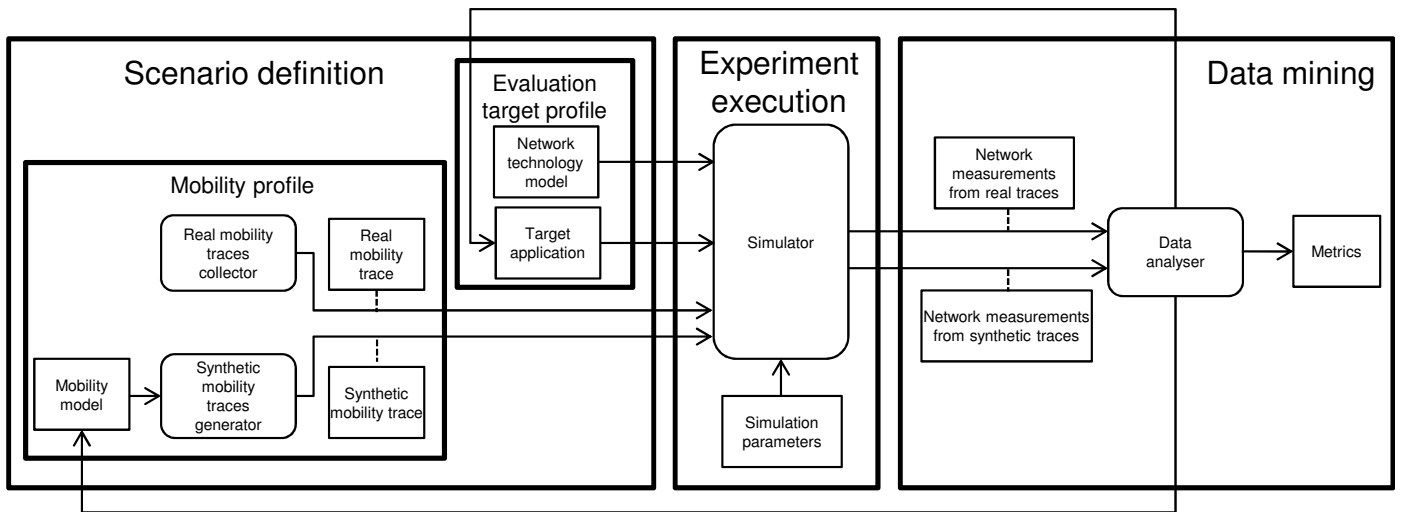 Scenario definition
Evaluation
target profile
Network
technology
model
Target
application
Mobility profile
Real mobility
traces
collector
Real
mobility
trace
Mobility
model
Synthetic
mobility
traces
generator
Synthetic
mobility trace
Experiment
execution
Simulator
Simulation
parameters
Data mining
Network
measurements
from real traces
Network measurements
from synthetic traces
Data
analyser
Metrics